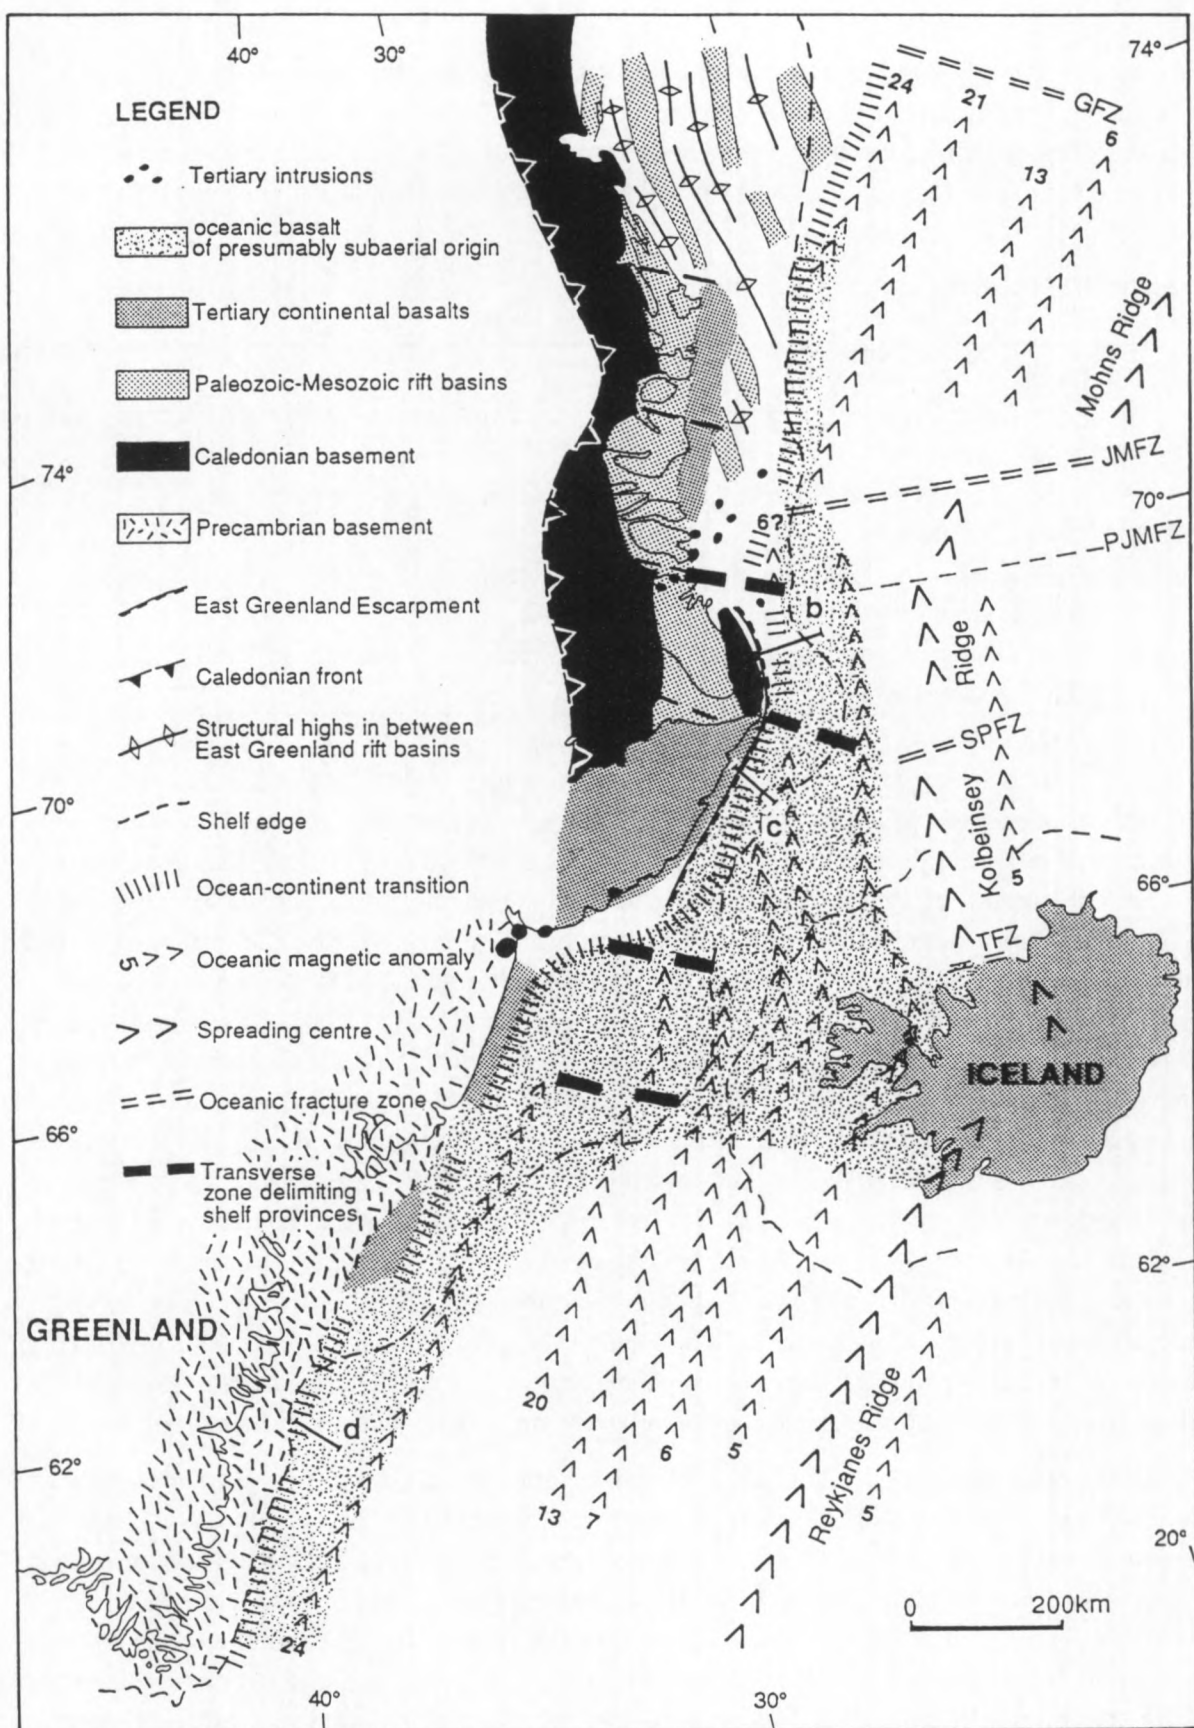 40°
30°
74°
LEGEND
Tertiary intrusions
oceanic basalt
of presumably subaerial origin
Tertiary continental basalts
Paleozoic-Mesozoic rift basins
Caledonian basement
Precambrian basement
East Greenland Escarpment
Caledonian front
Structural highs in between
East Greenland rift basins
Shelf edge
Ocean-continent transition
5
Oceanic magnetic anomaly
Spreading centre
Oceanic fracture zone
Transverse
zone delimiting
shelf provinces
24
21
GFZ
6
13
Mohns Ridge
JMFZ
74°
70°
6?
PJMFZ
b
Ridge
SPFZ
70°
c
Kolbeinsey
5
66°
TFZ
ICELAND
66°
62°
GREENLAND
20
d
6
5
Reykjanes Ridge
62°
13
7
5
20°
0
200km
24
40°
30°